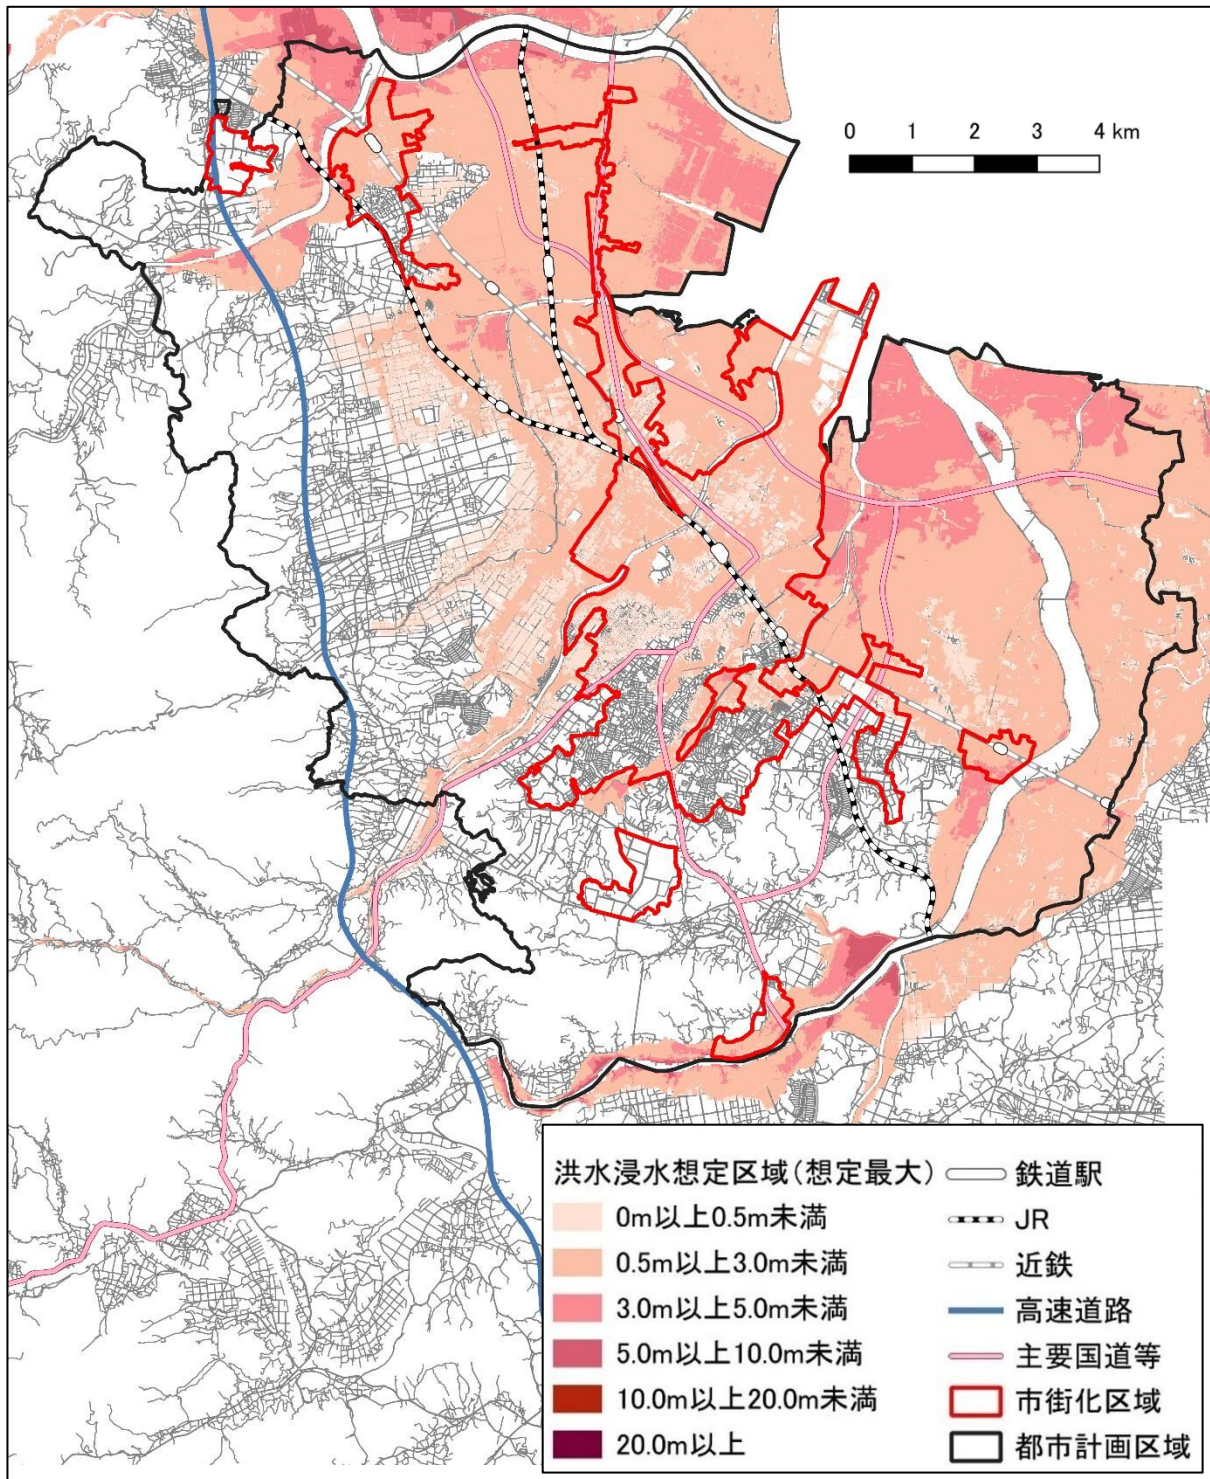 0 1 2 3 4 km
洪水浸水想定区域(想定最大)
0m以上0.5m未満
0.5m以上3.0m未満
3.0m以上5.0m未満
5.0m以上10.0m未満
10.0m以上20.0m未満
20.0m以上
鉄道駅
JR
近鉄
高速道路
主要国道等
市街化区域
都市計画区域